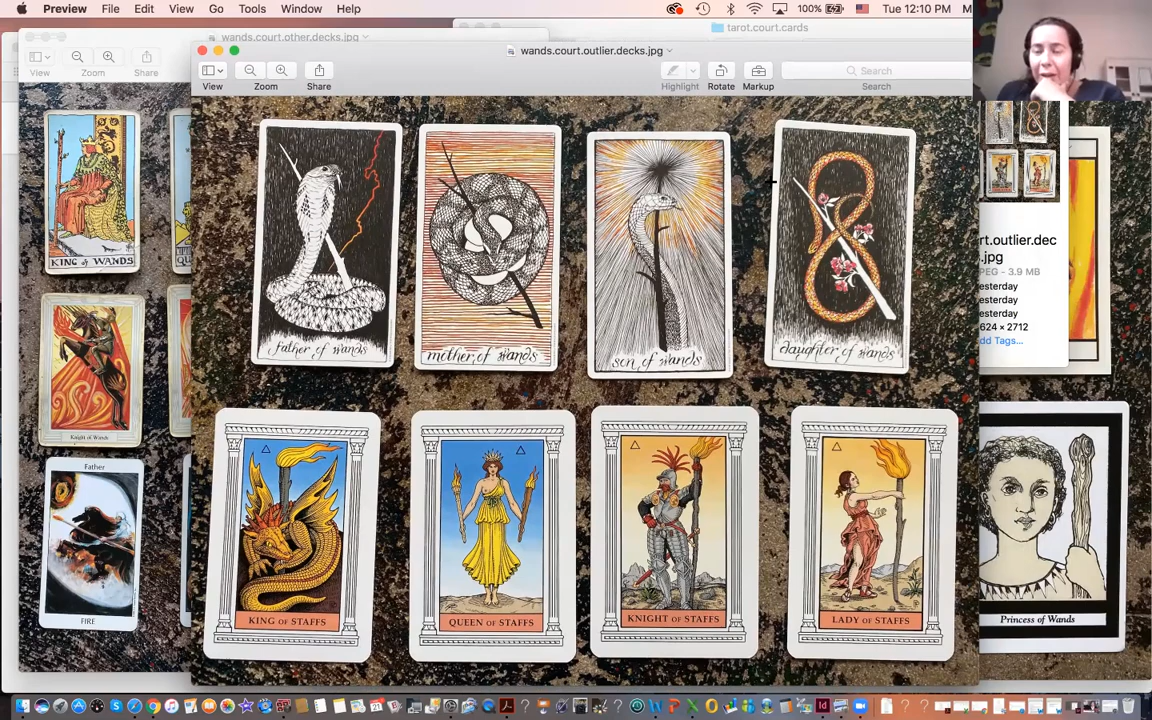 Preview File Edit View Go Tools Window Help
100%
Tue 12:10 PM M
wands.court.other.decks.jpg
tarot.court.cards
wands.court.outlier.decks.jpg
View Zoom Share
View Zoom Share
Highlight Rotate Markup
Search
Search
father of wands
mother of wands
son of wands
daughter of wands
KING of WANDS
QU
Knight of Wands
Father
FIRE
KING OF STAFFS
QUEEN OF STAFFS
KNIGHT OF STAFFS
LADY OF STAFFS
rt.outlier.dec
s.jpg
PEG - 3.9 MB
esterday
esterday
esterday
624 × 2712
dd Tags...
Princess of Wands